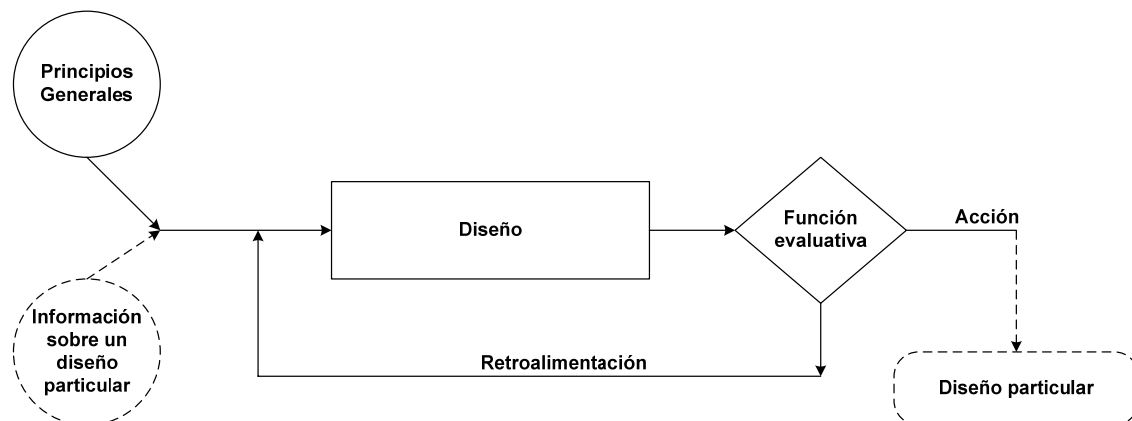 Principios
Generales
Diseño
Función
evaluativa
Acción
Información
sobre un
diseño
particular
Retroalimentación
Diseño particular